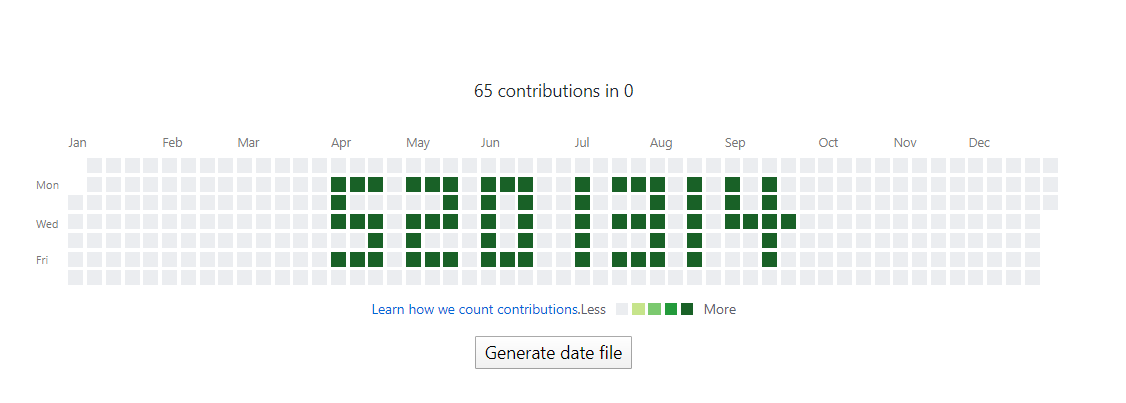 65 contributions in 0
Jan Feb Mar Apr May Jun Jul Aug Sep Oct Nov Dec
Mon
5201314
Wed
Fri
Learn how we count contributions.Less More
Generate date file